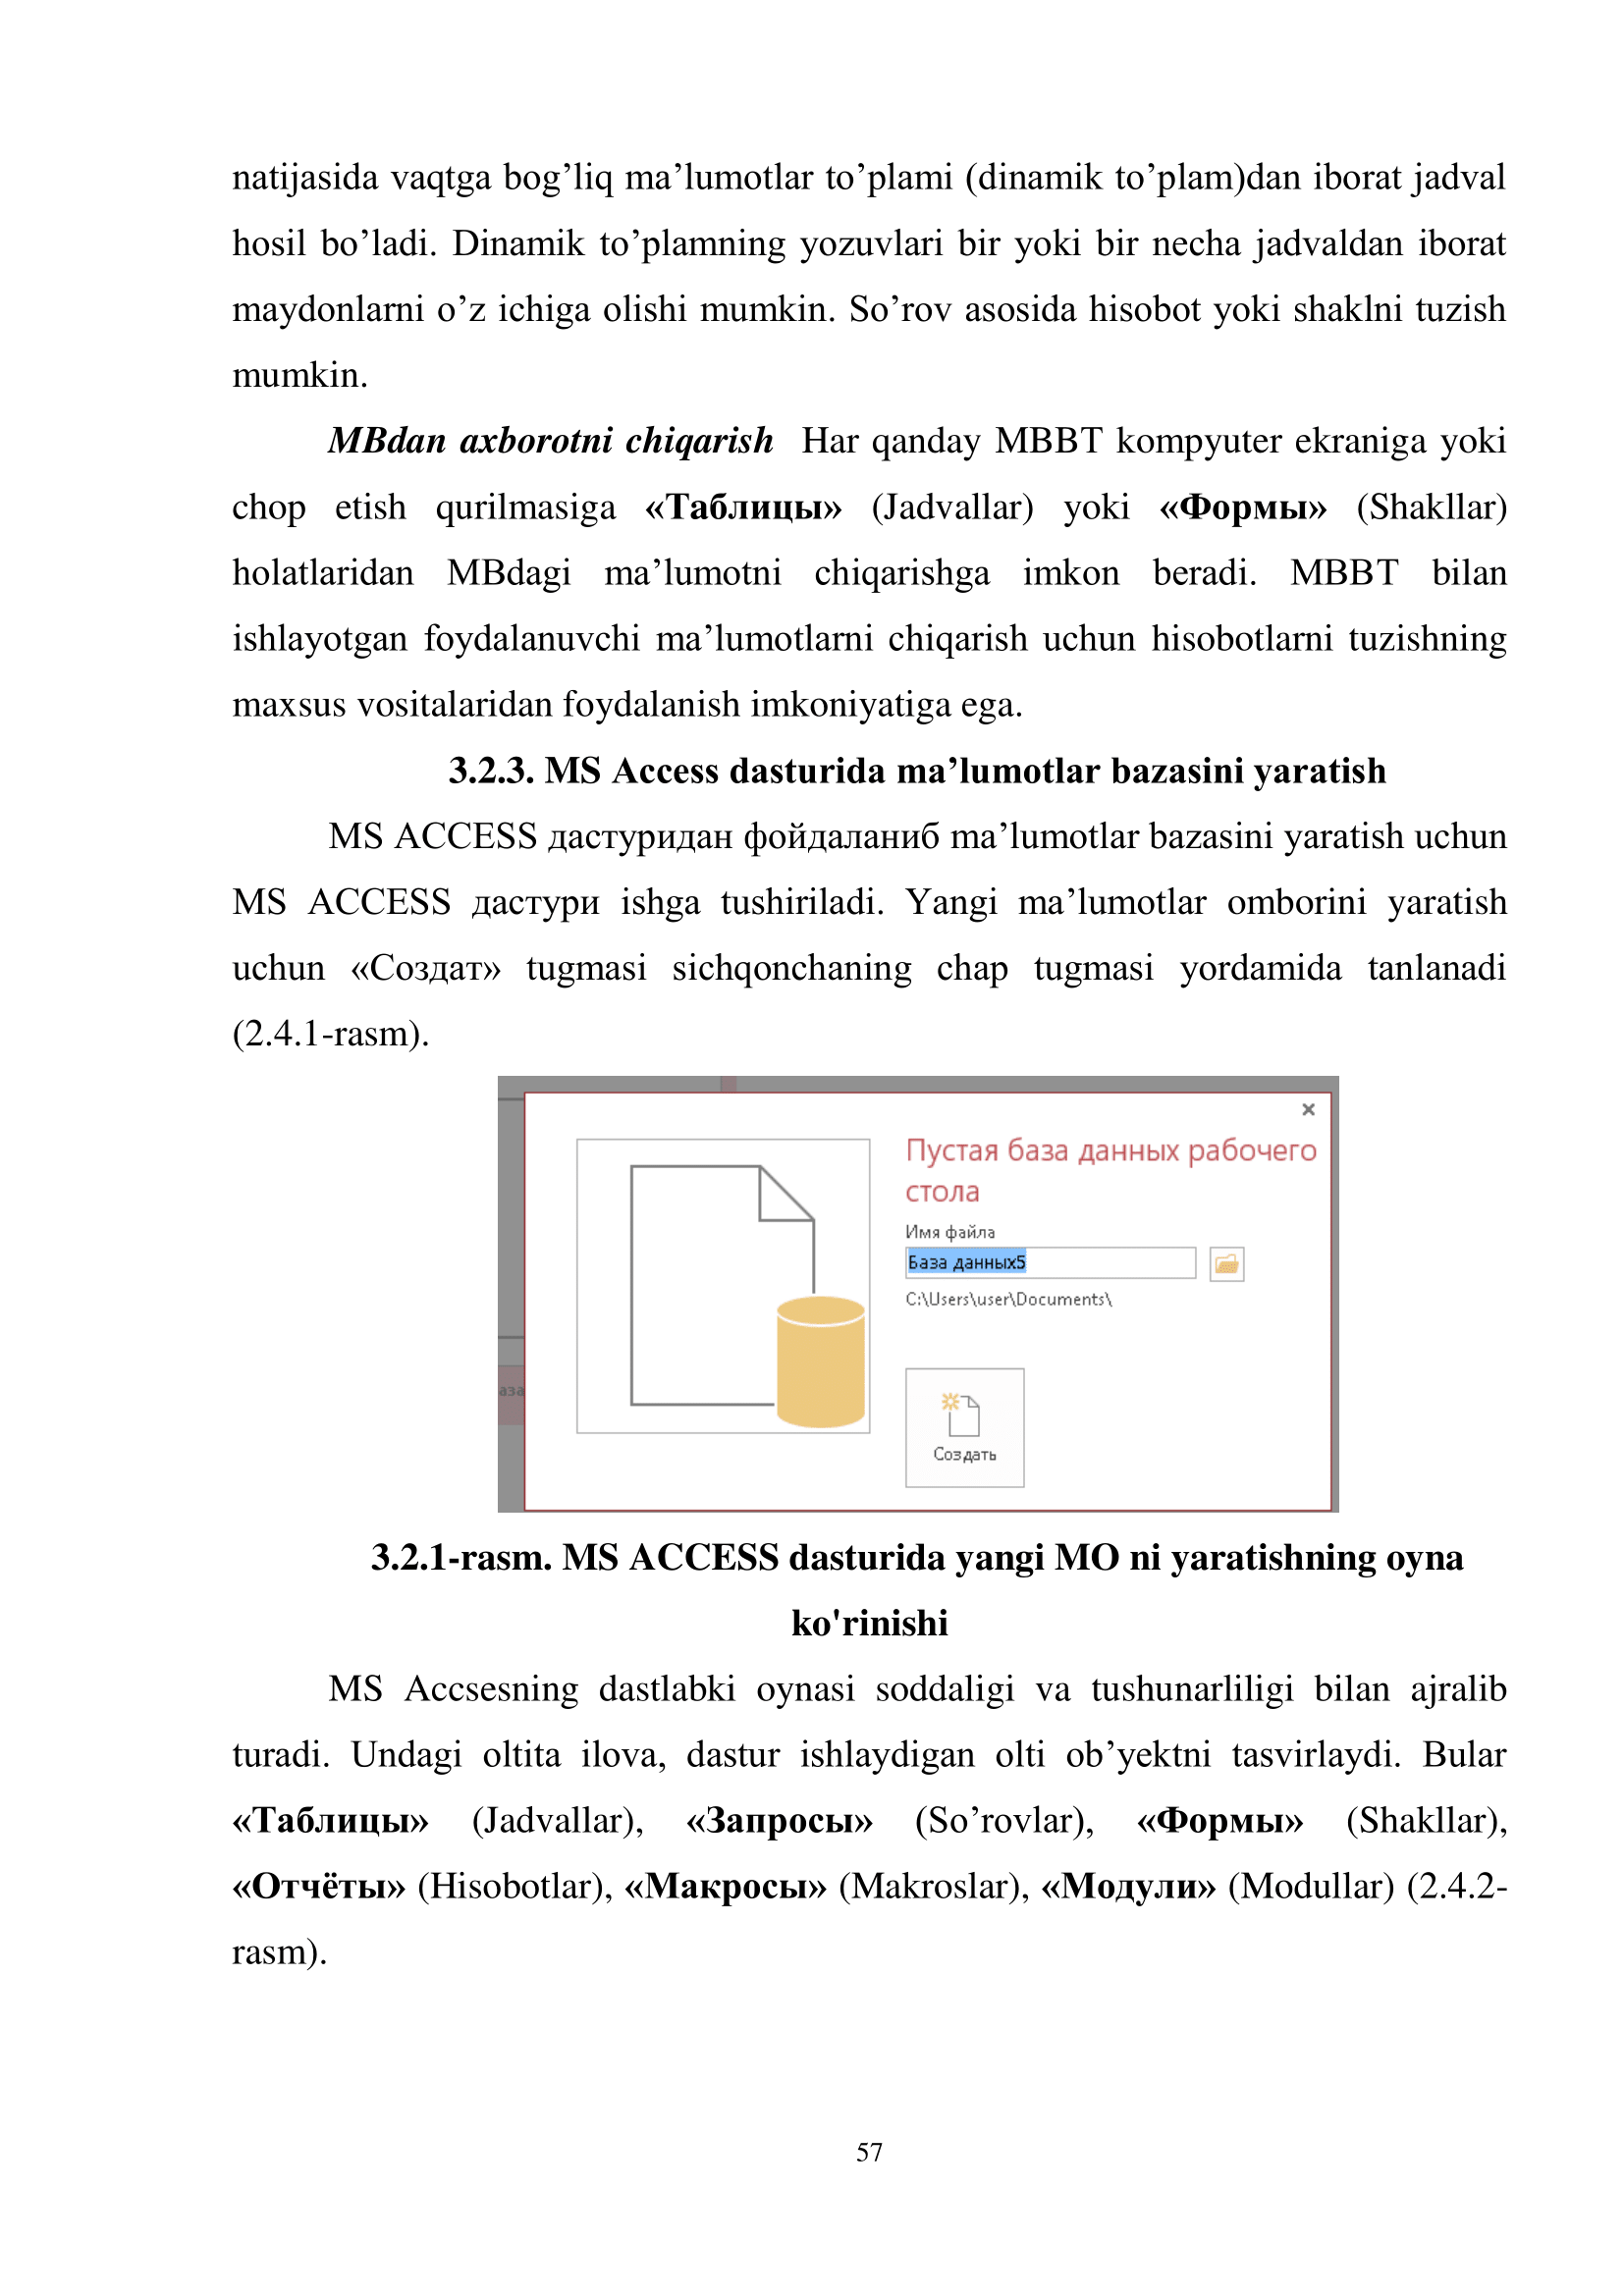 natijasida vaqtga bog’liq ma’lumotlar to’plami (dinamik to’plam)dan iborat jadval
hosil bo’ladi. Dinamik to’plamning yozuvlari bir yoki bir necha jadvaldan iborat
maydonlarni o’z ichiga olishi mumkin. So’rov asosida hisobot yoki shaklni tuzish
mumkin.
MBdan axborotni chiqarish Har qanday MBBT kompyuter ekraniga yoki
chop etish qurilmasiga «Таблицы» (Jadvallar) yoki «Формы» (Shakllar)
holatlaridan MBdagi ma’lumotni chiqarishga imkon beradi. MBBT bilan
ishlayotgan foydalanuvchi ma’lumotlarni chiqarish uchun hisobotlarni tuzishning
maxsus vositalaridan foydalanish imkoniyatiga ega.
3.2.3. MS Access dasturida ma’lumotlar bazasini yaratish
MS ACCESS дастуридан фойдаланиб ma’lumotlar bazasini yaratish uchun
MS ACCESS дастури ishga tushiriladi. Yangi ma’lumotlar omborini yaratish
uchun «Создат» tugmasi sichqonchaning chap tugmasi yordamida tanlanadi
(2.4.1-rasm).
Пустая база данных рабочего
стола
Имя файла
База данных5
C:\Users\user\Documents\
аза
Создать
3.2.1-rasm. MS ACCESS dasturida yangi MO ni yaratishning oyna
ko'rinishi
MS Accsesning dastlabki oynasi soddaligi va tushunarliligi bilan ajralib
turadi. Undagi oltita ilova, dastur ishlaydigan olti ob’yektni tasvirlaydi. Bular
«Таблицы» (Jadvallar), «Запросы» (So’rovlar), «Формы» (Shakllar),
«Отчёты» (Hisobotlar), «Макросы» (Makroslar), «Модули» (Modullar) (2.4.2-
rasm).
57